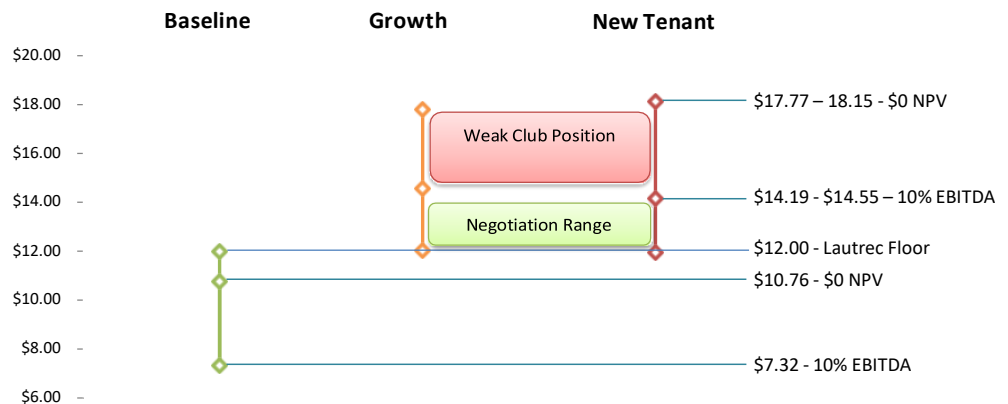 Baseline Growth New Tenant
$20.00
$18.00
$17.77 – 18.15 - $0 NPV
Weak Club Position
$16.00
$14.00
$14.19 - $14.55 – 10% EBITDA
Negotiation Range
$12.00
$12.00 - Lautrec Floor
$10.76 - $0 NPV
$10.00
$8.00
$7.32 - 10% EBITDA
$6.00